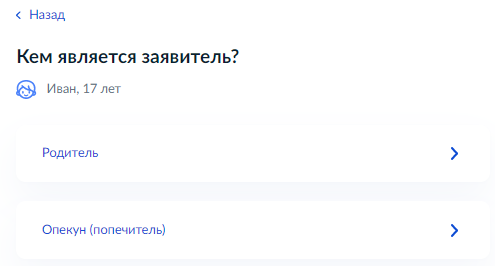 Назад
Кем является заявитель?
Иван, 17 лет
Родитель
Опекун (попечитель)